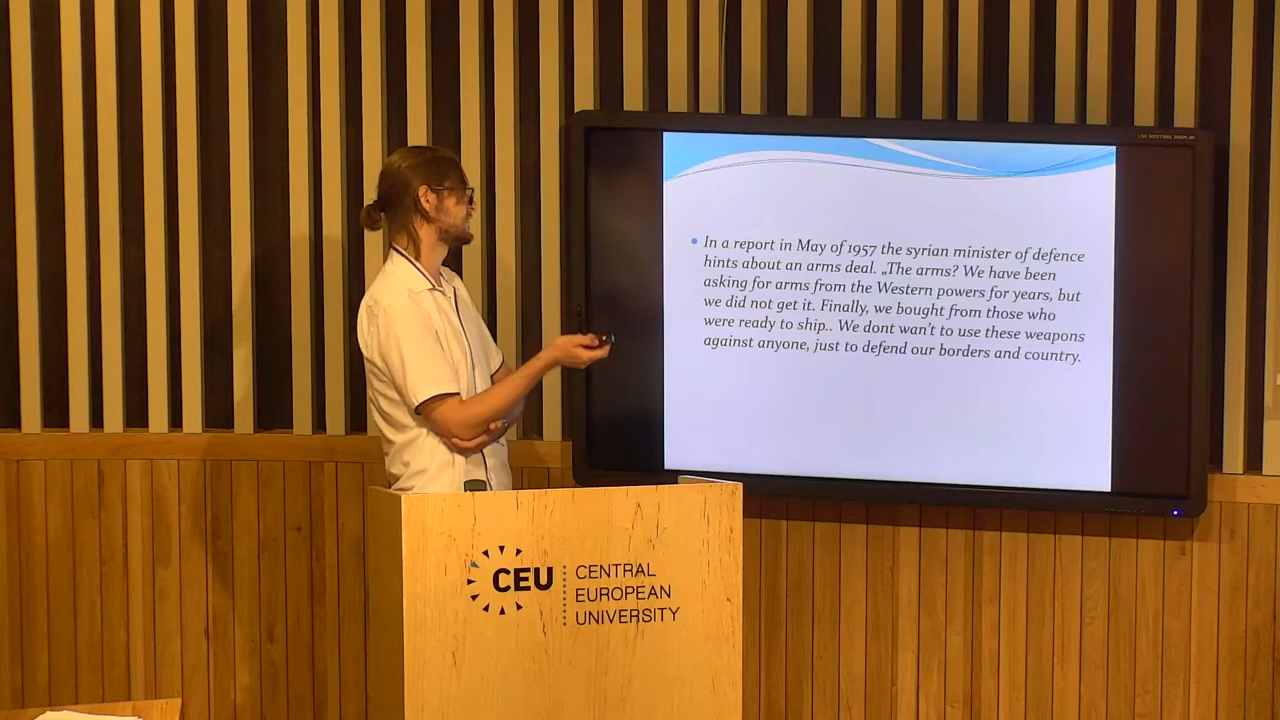 In a report in May of 1957 the syrian minister of defence
hints about an arms deal. „The arms? We have been
asking for arms from the Western powers for years, but
we did not get it. Finally, we bought from those who
were ready to ship.. We dont wan't to use these weapons
against anyone, just to defend our borders and country.
CEU
CENTRAL
EUROPEAN
UNIVERSITY